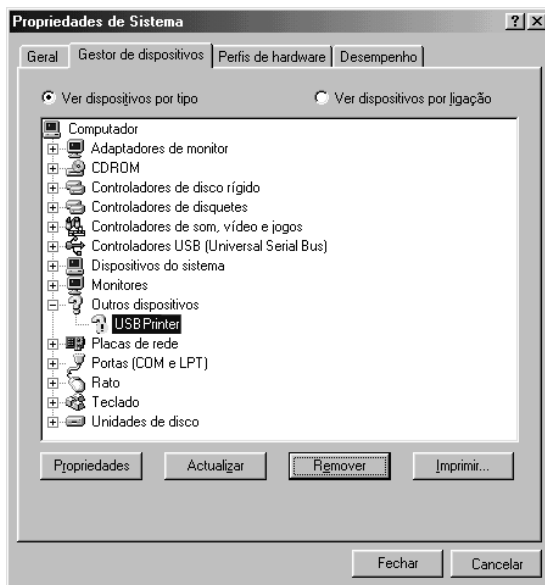 Propriedades de Sistema
Geral Gestor de dispositivos Perfis de hardware Desempenho
Ver dispositivos por tipo Ver dispositivos por ligação
Computador
Adaptadores de monitor
CDROM
Controladores de disco rígido
Controladores de disquetes
Controladores de som, vídeo e jogos
Controladores USB (Universal Serial Bus)
Dispositivos do sistema
Monitores
Outros dispositivos
USB Printer
Placas de rede
Portas (COM e LPT)
Rato
Teclado
Unidades de disco
Propriedades Actualizar Remover Imprimir...
Fechar Cancelar